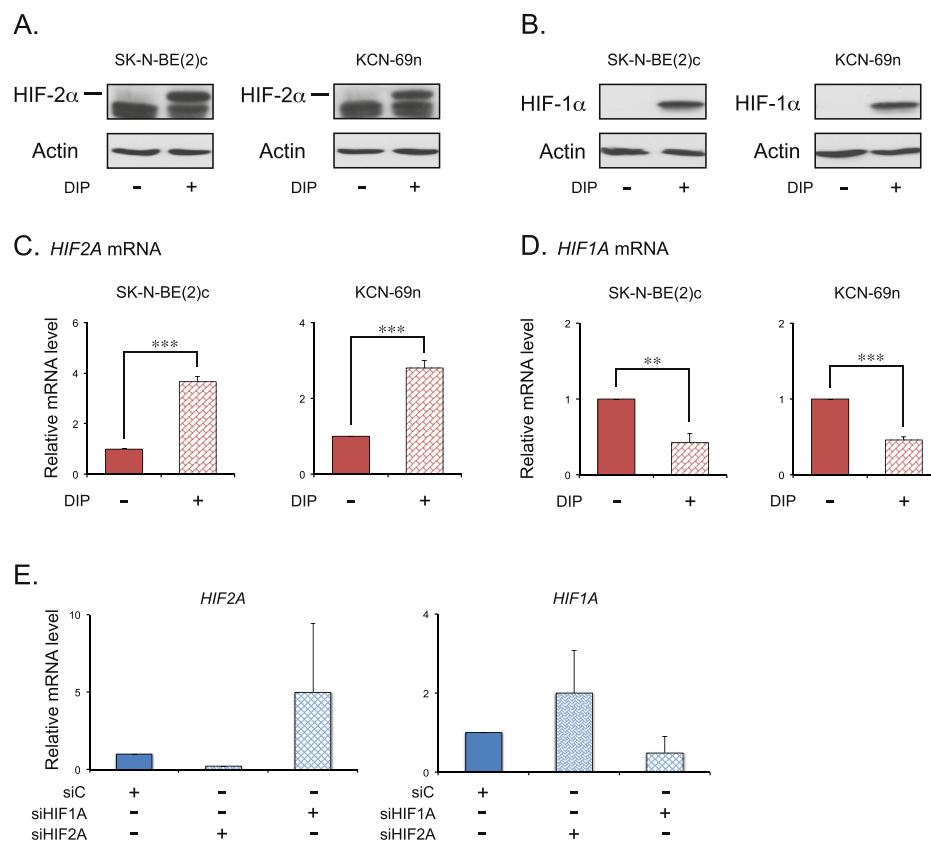 A.
SK-N-BE(2)c KCN-69n
HIF-2α HIF-2α
Actin Actin
DIP - + DIP - +
B.
SK-N-BE(2)c KCN-69n
HIF-1α HIF-1α
Actin Actin
DIP - + DIP - +
C. HIF2A mRNA
SK-N-BE(2)c KCN-69n
Relative mRNA level
6 4 2 0
4 2 0
DIP - + DIP - +
*** ***
D. HIF1A mRNA
SK-N-BE(2)c KCN-69n
Relative mRNA level
2 1 0
2 1 0
** ***
DIP - + DIP - +
E.
HIF2A HIF1A
Relative mRNA level
10 5 0
4 2 0
siC + - - siC + - -
siHIF1A - - + siHIF1A - - +
siHIF2A - + - siHIF2A - + -